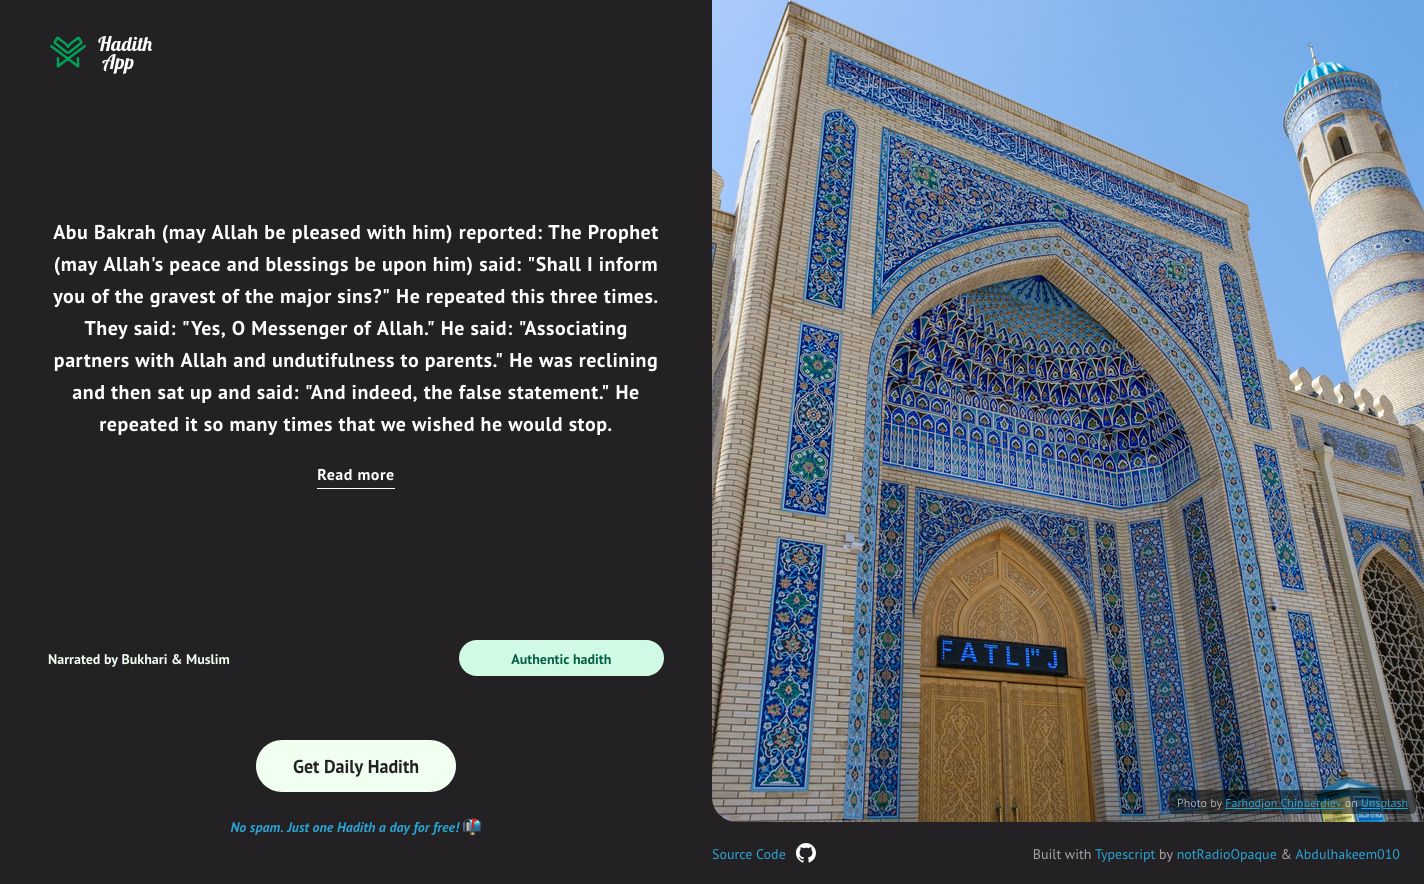 Hadith
App
Abu Bakrah (may Allah be pleased with him) reported: The Prophet
(may Allah's peace and blessings be upon him) said: "Shall I inform
you of the gravest of the major sins?" He repeated this three times.
They said: "Yes, O Messenger of Allah." He said: "Associating
partners with Allah and undutifulness to parents." He was reclining
and then sat up and said: "And indeed, the false statement." He
repeated it so many times that we wished he would stop.
Read more
Narrated by Bukhari & Muslim
Authentic hadith
Get Daily Hadith
No spam. Just one Hadith a day for free!
FATLI"J
Photo by Farhodjon Chinberdiev on Unsplash
Source Code
Built with Typescript by notRadioOpaque & Abdulhakeem010